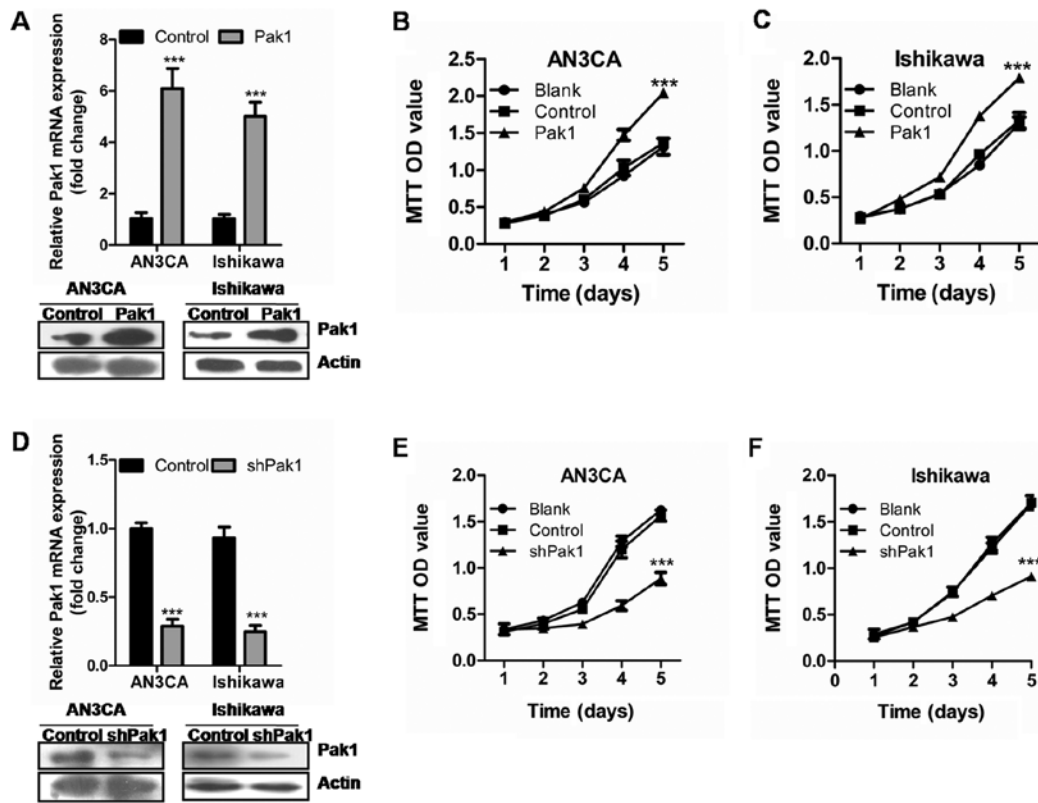 A
Control Pak1
Relative Pak1 mRNA expression
(fold change)
8
6
4
2
0
*** ***
AN3CA Ishikawa
AN3CA Ishikawa
Control Pak1 Control Pak1
Pak1
Actin
B
AN3CA
Blank
Control
Pak1
***
MTT OD value
2.5
2.0
1.5
1.0
0.5
0.0
1 2 3 4 5
Time (days)
C
Ishikawa
Blank
Control
Pak1
***
MTT OD value
2.0
1.5
1.0
0.5
0.0
1 2 3 4 5
Time (days)
D
Control shPak1
Relative Pak1 mRNA expression
(fold change)
1.5
1.0
0.5
0.0
*** ***
AN3CA Ishikawa
AN3CA Ishikawa
Control shPak1 Control shPak1
Pak1
Actin
E
AN3CA
Blank
Control
shPak1
***
MTT OD value
2.0
1.5
1.0
0.5
0.0
1 2 3 4 5
Time (days)
F
Ishikawa
Blank
Control
shPak1
***
MTT OD value
2.0
1.5
1.0
0.5
0.0
0 1 2 3 4 5
Time (days)